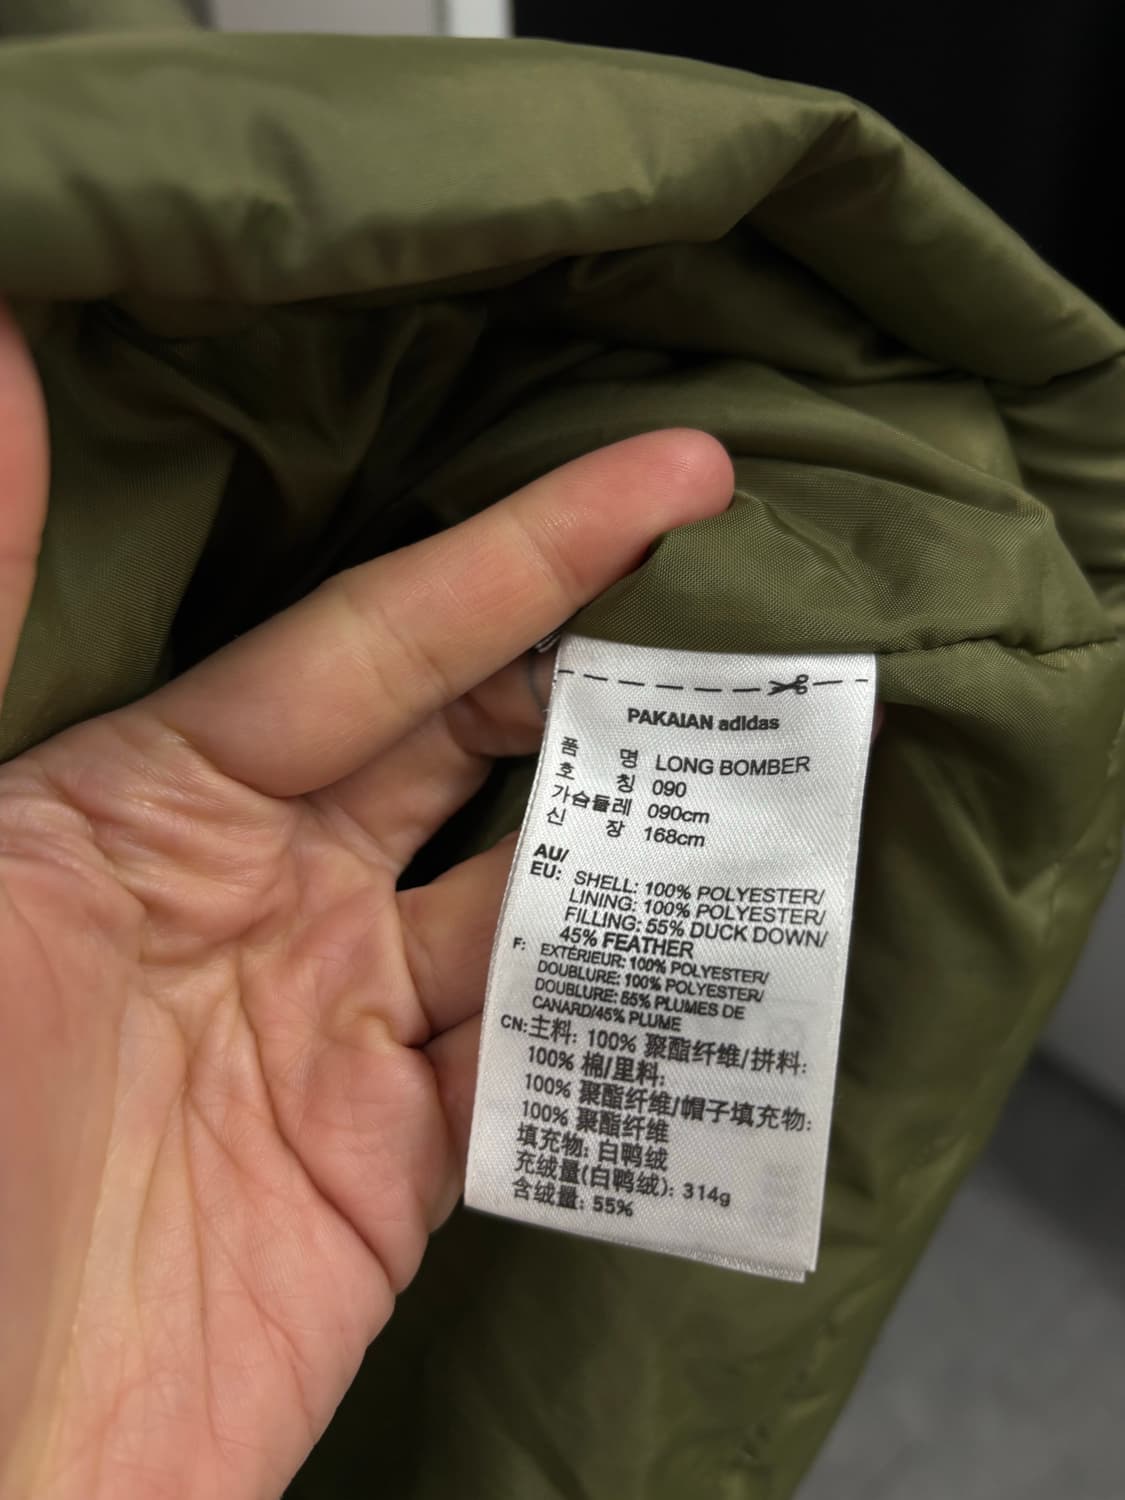 PAKAIAN adidas
품 명 LONG BOMBER
호 칭 090
가슴둘레 090cm
신 장 168cm
AU/
EU: SHELL: 100% POLYESTER/
LINING: 100% POLYESTER/
FILLING: 55% DUCK DOWN/
45% FEATHER
F: EXTÉRIEUR: 100% POLYESTER/
DOUBLURE: 100% POLYESTER/
DOUBLURE: 55% PLUMES DE
CANARD/45% PLUME
CN: 主料: 100% 聚酯纤维/拼料:
100% 棉/里料:
100% 聚酯纤维/帽子填充物:
100% 聚酯纤维
填充物: 白鸭绒
充绒量(白鸭绒): 314g
含绒量: 55%